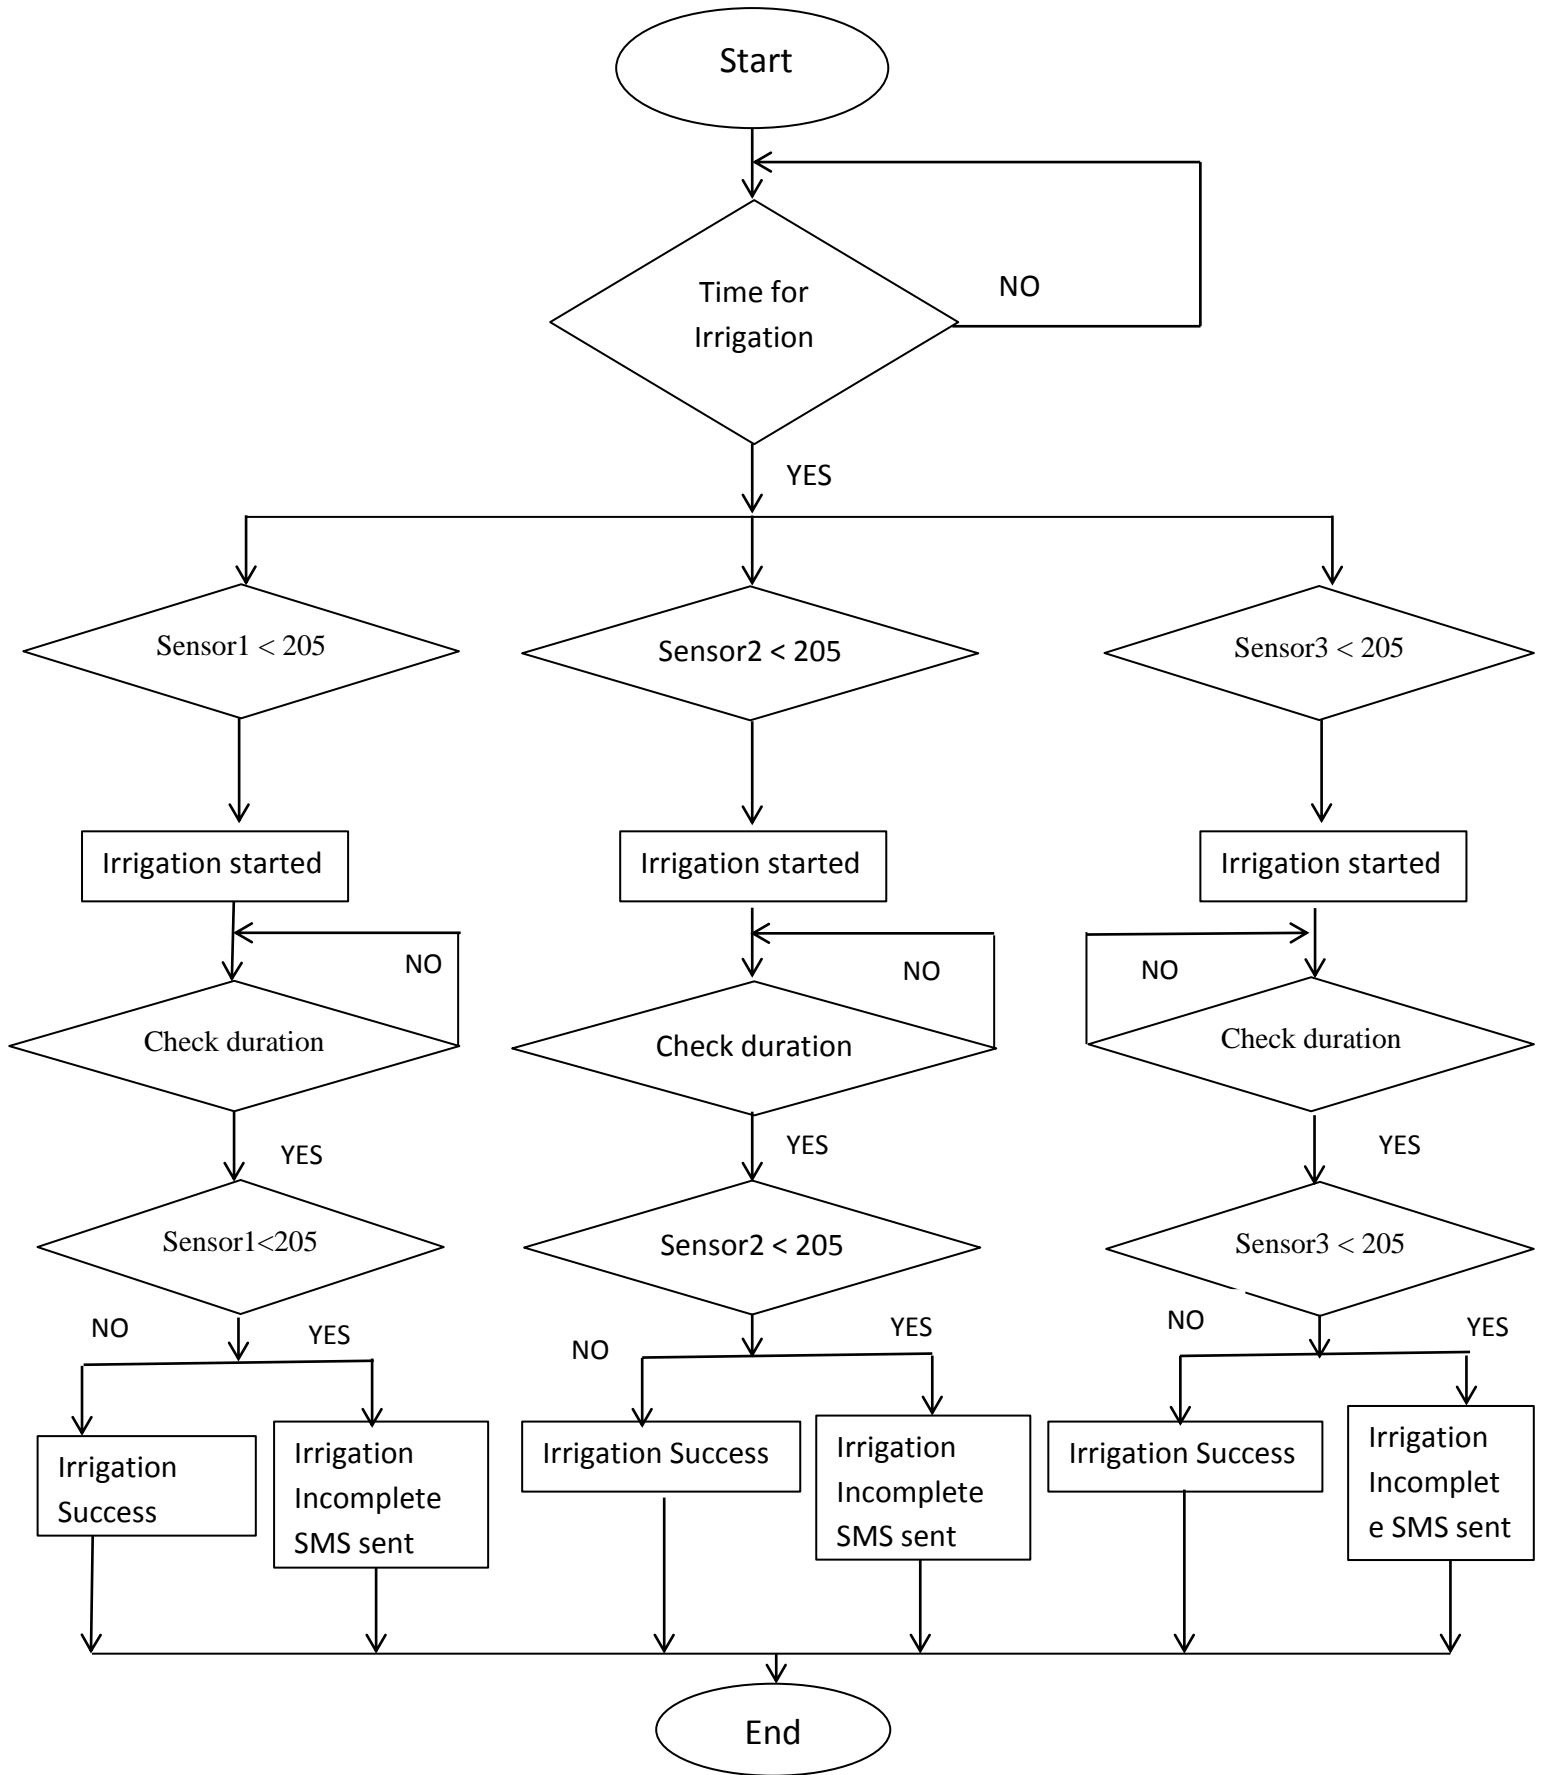 Start
NO
Time for
Irrigation
YES
Sensor1 < 205
Sensor2 < 205
Sensor3 < 205
Irrigation started
Irrigation started
Irrigation started
NO
NO
NO
Check duration
Check duration
Check duration
YES
YES
YES
Sensor1<205
Sensor2 < 205
Sensor3 < 205
NO
YES
NO
YES
NO
YES
Irrigation
Success
Irrigation
Incomplete
SMS sent
Irrigation Success
Irrigation
Incomplete
SMS sent
Irrigation Success
Irrigation
Incomplet
e SMS sent
End